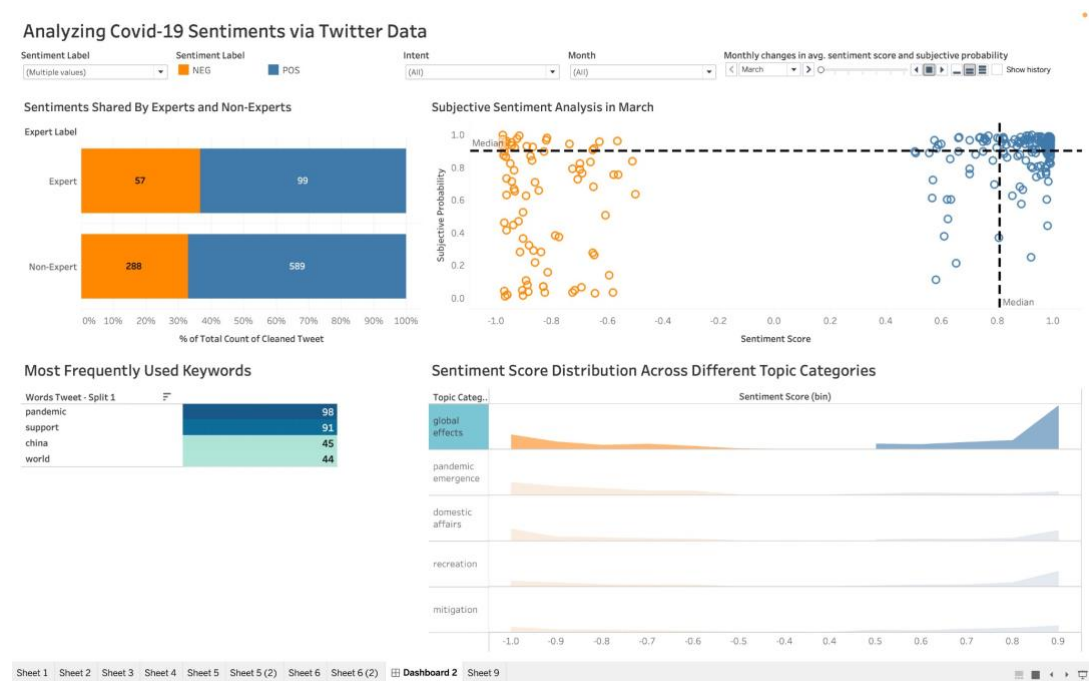 Analyzing Covid-19 Sentiments via Twitter Data
Sentiment Label
(Multiple values)
Sentiment Label
NEG POS
Intent
(All)
Month
(All)
Monthly changes in avg. sentiment score and subjective probability
March
Show history
Sentiments Shared By Experts and Non-Experts
Expert Label
Expert 57 99
Non-Expert 288 589
0% 10% 20% 30% 40% 50% 60% 70% 80% 90% 100%
% of Total Count of Cleaned Tweet
Subjective Sentiment Analysis in March
Subjective Probability
1.0
0.8
0.6
0.4
0.2
0.0
Median
Median
-1.0 -0.8 -0.6 -0.4 -0.2 0.0 0.2 0.4 0.6 0.8 1.0
Sentiment Score
Most Frequently Used Keywords
Words Tweet - Split 1
pandemic 98
support 91
china 45
world 44
Sentiment Score Distribution Across Different Topic Categories
Topic Categ.. Sentiment Score (bin)
global
effects
pandemic
emergence
domestic
affairs
recreation
mitigation
-1.0 -0.9 -0.8 -0.7 -0.6 -0.5 -0.4 0.4 0.5 0.6 0.7 0.8 0.9
Sheet 1 Sheet 2 Sheet 3 Sheet 4 Sheet 5 Sheet 5 (2) Sheet 6 Sheet 6 (2) Dashboard 2 Sheet 9